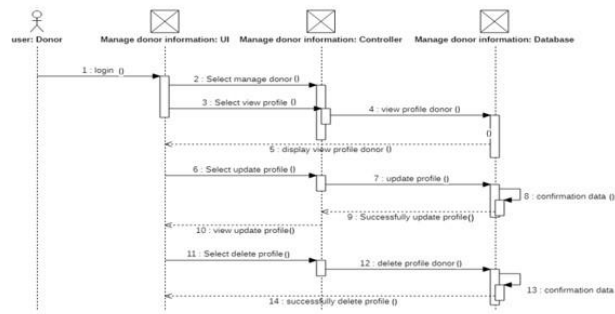 user: Donor
Manage donor information: UI
Manage donor information: Controller
Manage donor information: Database
1 : login ()
2 : Select manage donor()
3 : Select view profile ()
4 : view profile donor ()
()
5 : display view profile donor ()
6 : Select update profile()
7 : update profile()
8 : confirmation data ()
9 : Successfully update profile()
10 : view update profile()
11 : Select delete profile()
12 : delete profile donor ()
13 : confirmation data
14 : successfully delete profile ()